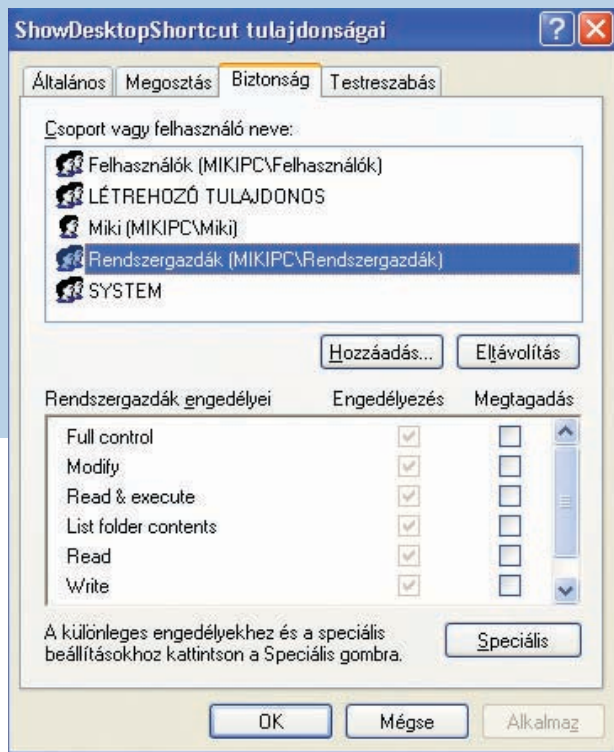 ShowDesktopShortcut tulajdonságai
Általános Megosztás Biztonság Testreszabás
Csoport vagy felhasználó neve:
Felhasználók (MIKIPC\Felhasználók)
LÉTREHOZÓ TULAJDONOS
Miki (MIKIPC\Miki)
Rendszergazdák (MIKIPC\Rendszergazdák)
SYSTEM
Hozzáadás... Eltávolítás
Rendszergazdák engedélyei Engedélyezés Megtagadás
Full control
Modify
Read & execute
List folder contents
Read
Write
A különleges engedélyekhez és a speciális
beállításokhoz kattintson a Speciális gombra.
Speciális
OK Mégse Alkalmaz